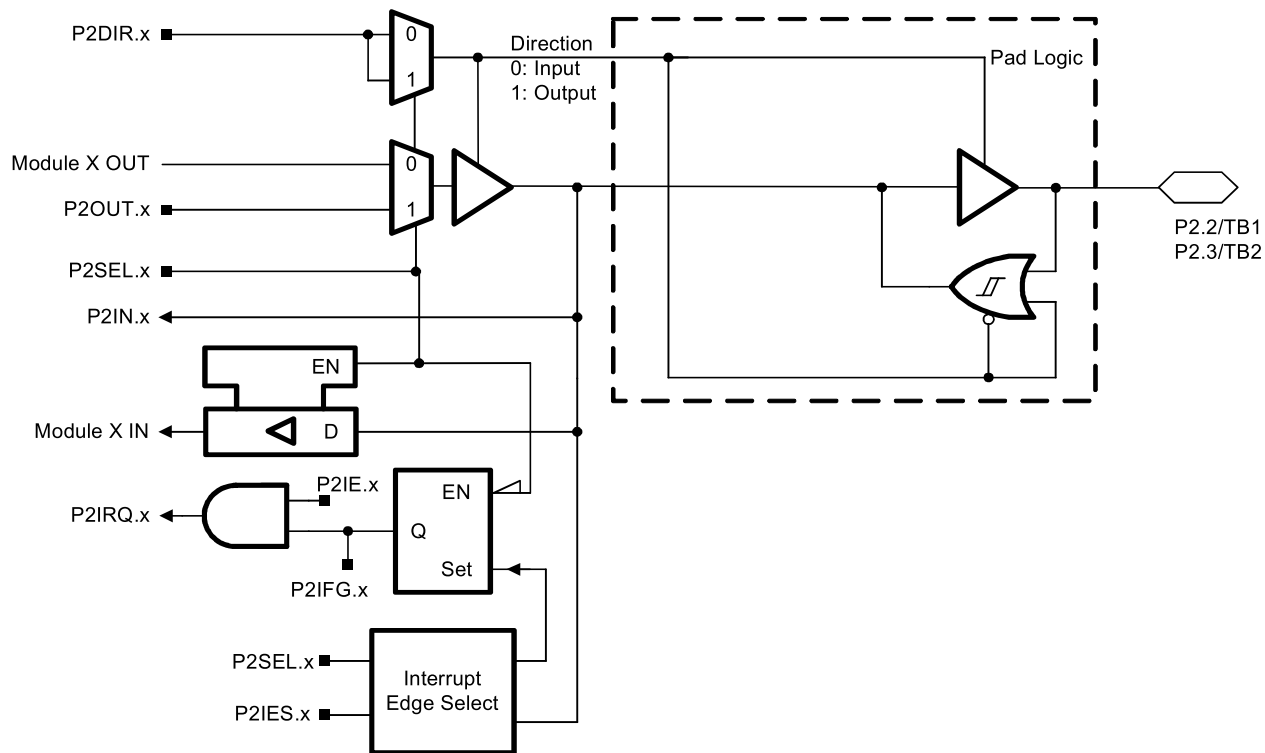 P2DIR.x
0
1
Direction
0: Input
1: Output
Pad Logic
Module X OUT
0
P2OUT.x
1
P2.2/TB1
P2.3/TB2
P2SEL.x
P2IN.x
EN
Module X IN
D
P2IE.x
EN
P2IRQ.x
Q
Set
P2IFG.x
P2SEL.x
Interrupt
Edge Select
P2IES.x